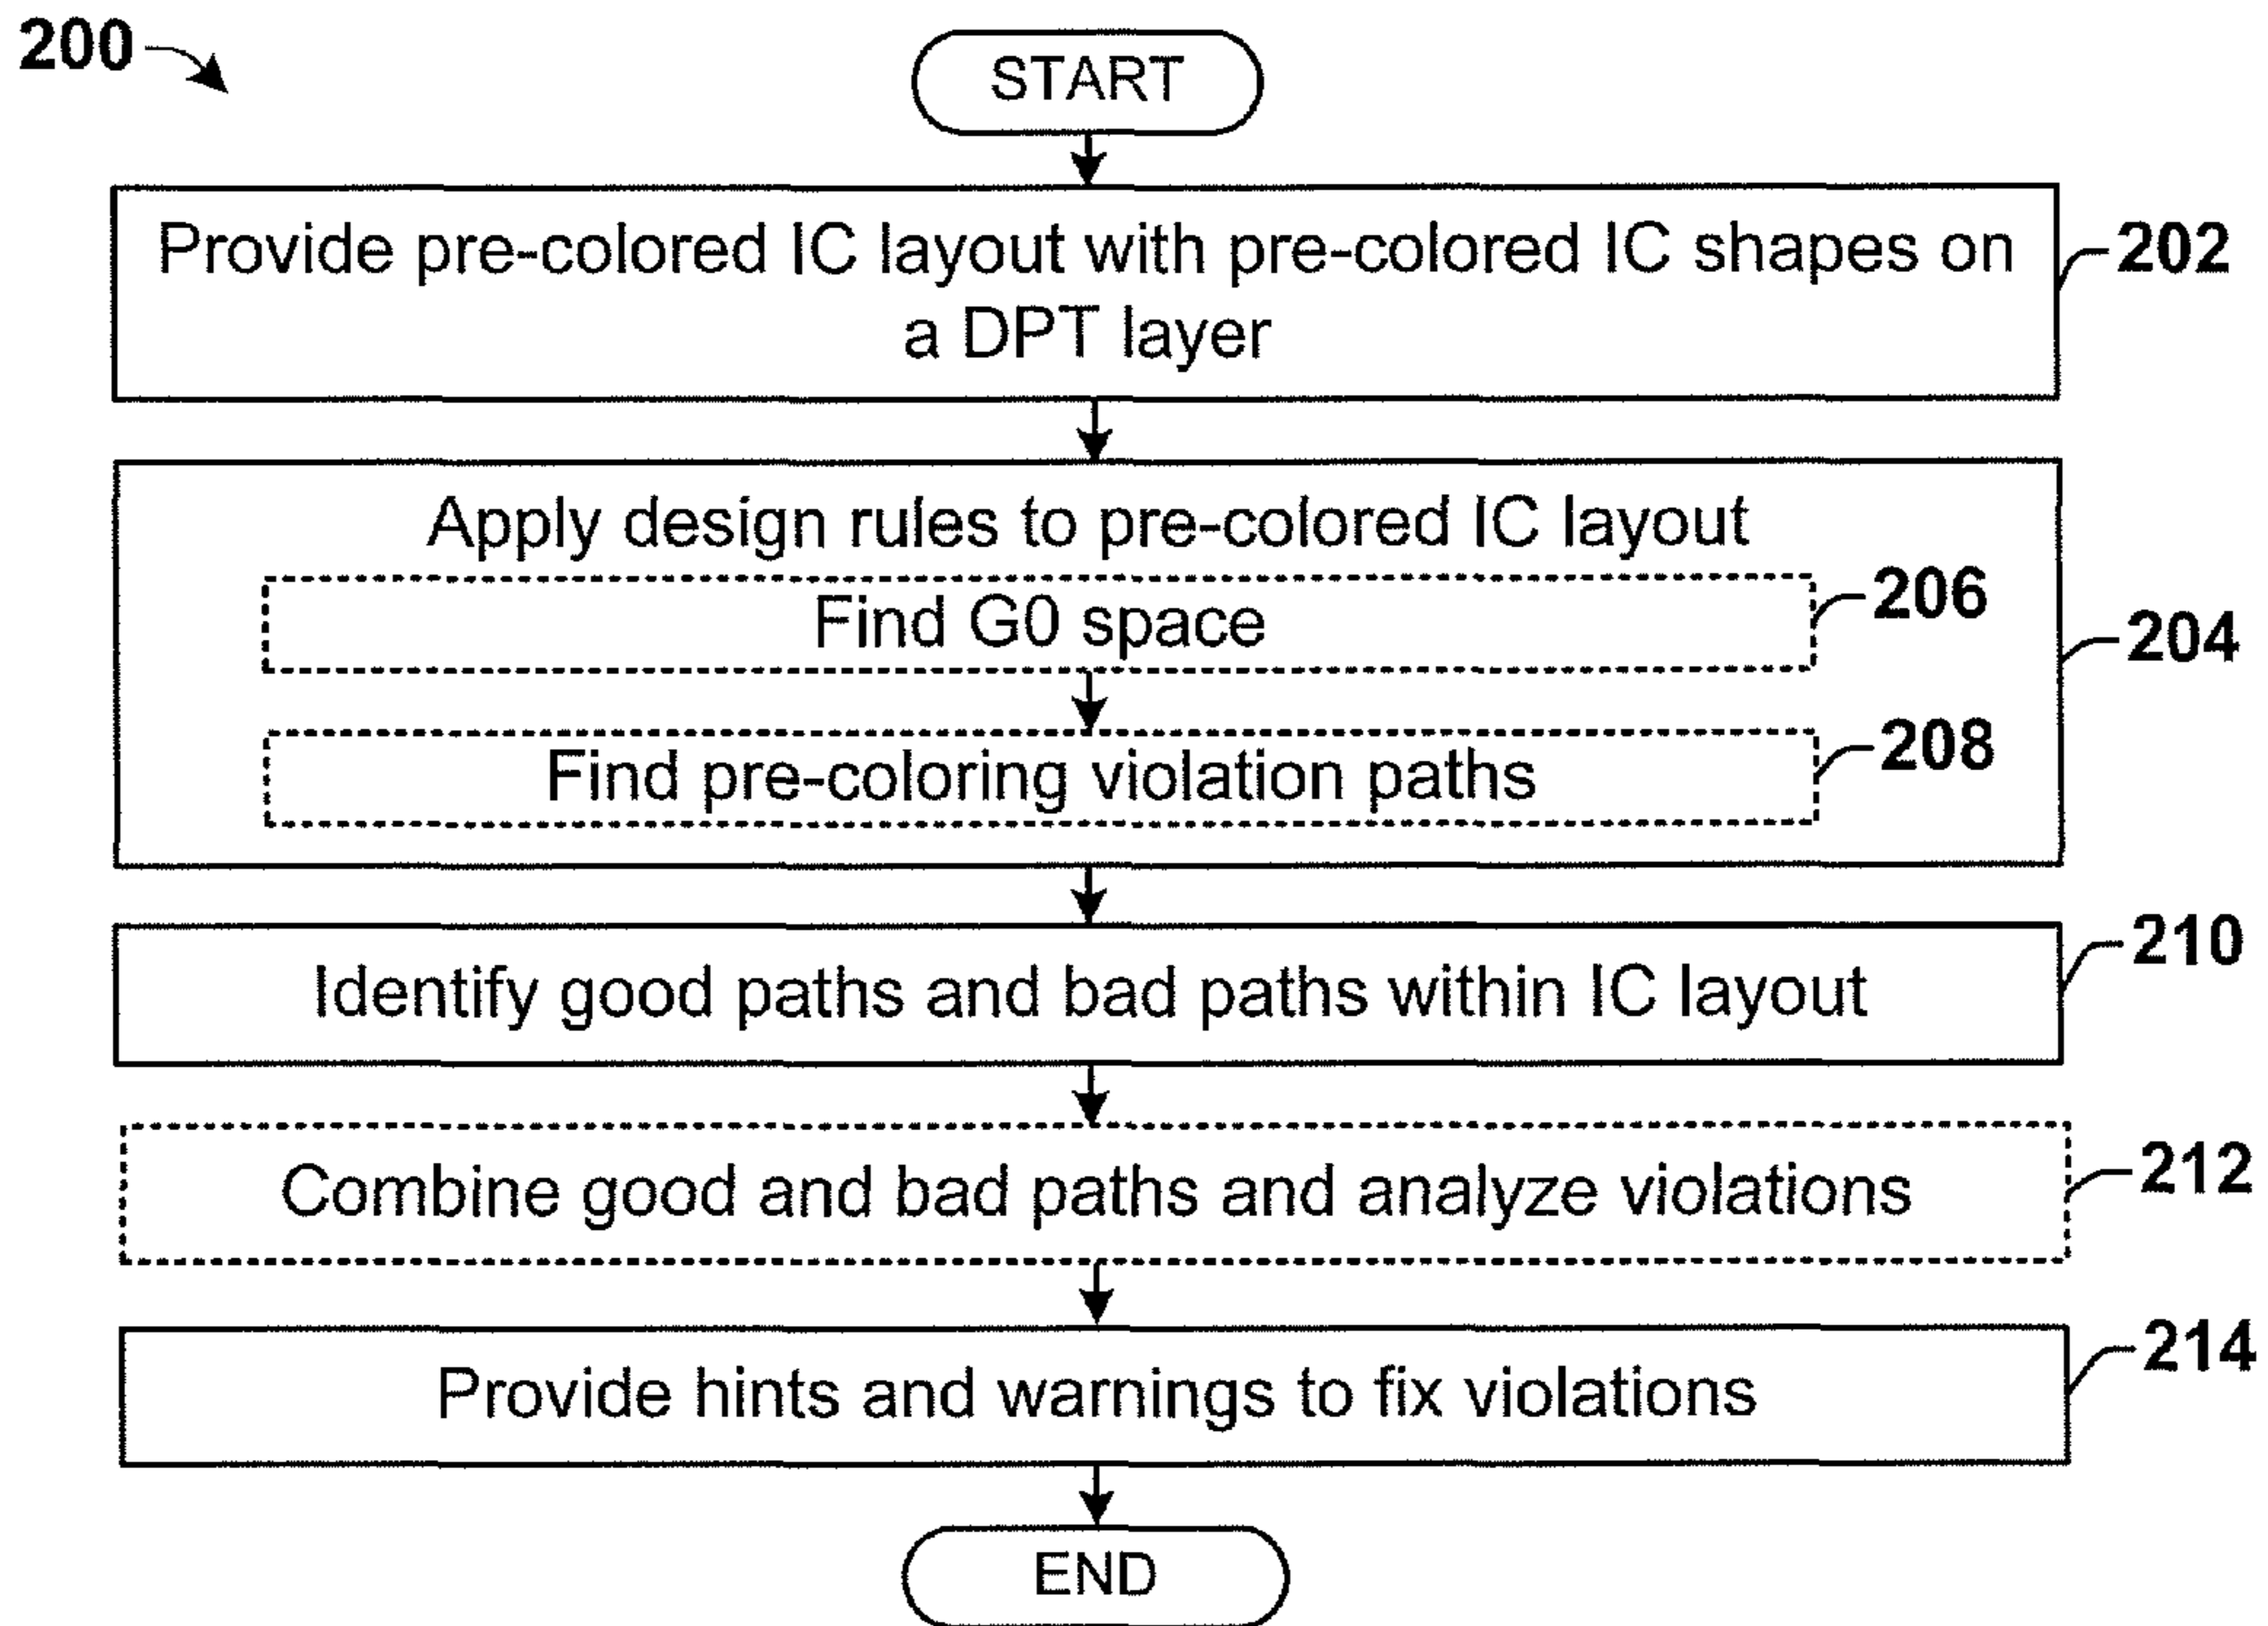 200
START
Provide pre-colored IC layout with pre-colored IC shapes on
a DPT layer
202
Apply design rules to pre-colored IC layout
Find G0 space
206
204
Find pre-coloring violation paths
208
Identify good paths and bad paths within IC layout
210
Combine good and bad paths and analyze violations
212
Provide hints and warnings to fix violations
214
END